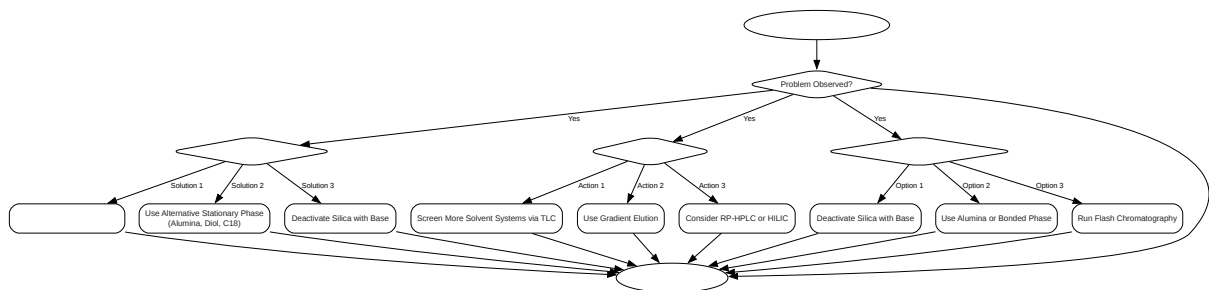 Problem Observed?
Yes
Yes
Yes
Solution 1
Solution 2
Solution 3
Action 1
Action 2
Action 3
Option 1
Option 2
Option 3
Use Alternative Stationary Phase
(Alumina, Diol, C18)
Deactivate Silica with Base
Screen More Solvent Systems via TLC
Use Gradient Elution
Consider RP-HPLC or HILIC
Deactivate Silica with Base
Use Alumina or Bonded Phase
Run Flash Chromatography